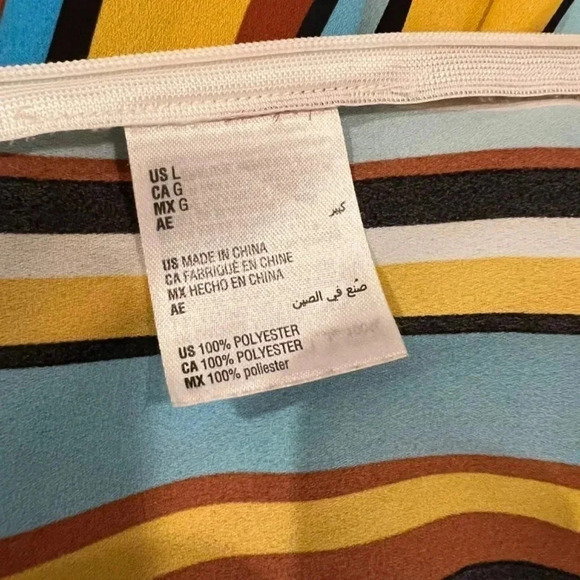 US L
CA G
MX G
AE كبير
US MADE IN CHINA
CA FABRIQUÉ EN CHINE
MX HECHO EN CHINA
AE صُنع في الصين
US 100% POLYESTER
CA 100% POLYESTER
MX 100% poliester